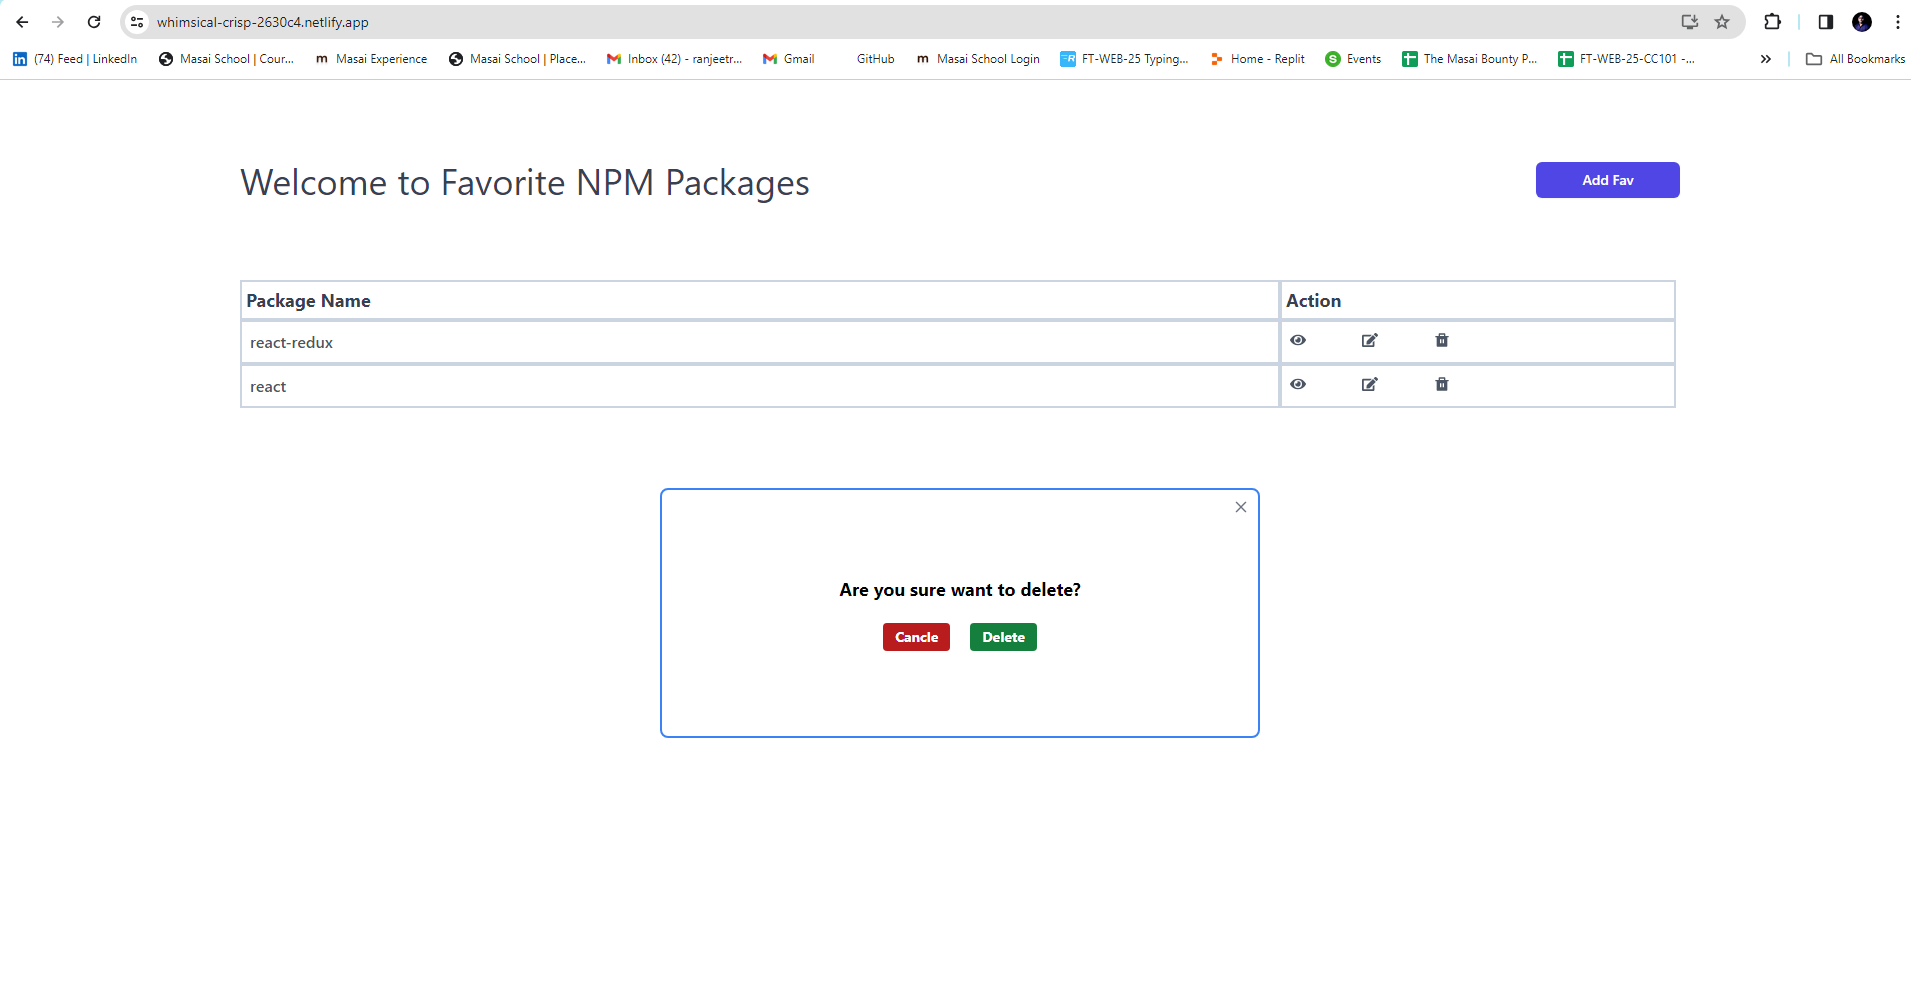 whimsical-crisp-2630c4.netlify.app
(74) Feed | LinkedIn Masai School | Cour... m Masai Experience Masai School | Place... Inbox (42) - ranjeetr... Gmail GitHub m Masai School Login FT-WEB-25 Typing... Home - Replit S Events The Masai Bounty P... FT-WEB-25-CC101 -... » All Bookmarks
Welcome to Favorite NPM Packages Add Fav
Package Name Action
react-redux
react
Are you sure want to delete?
Cancle Delete